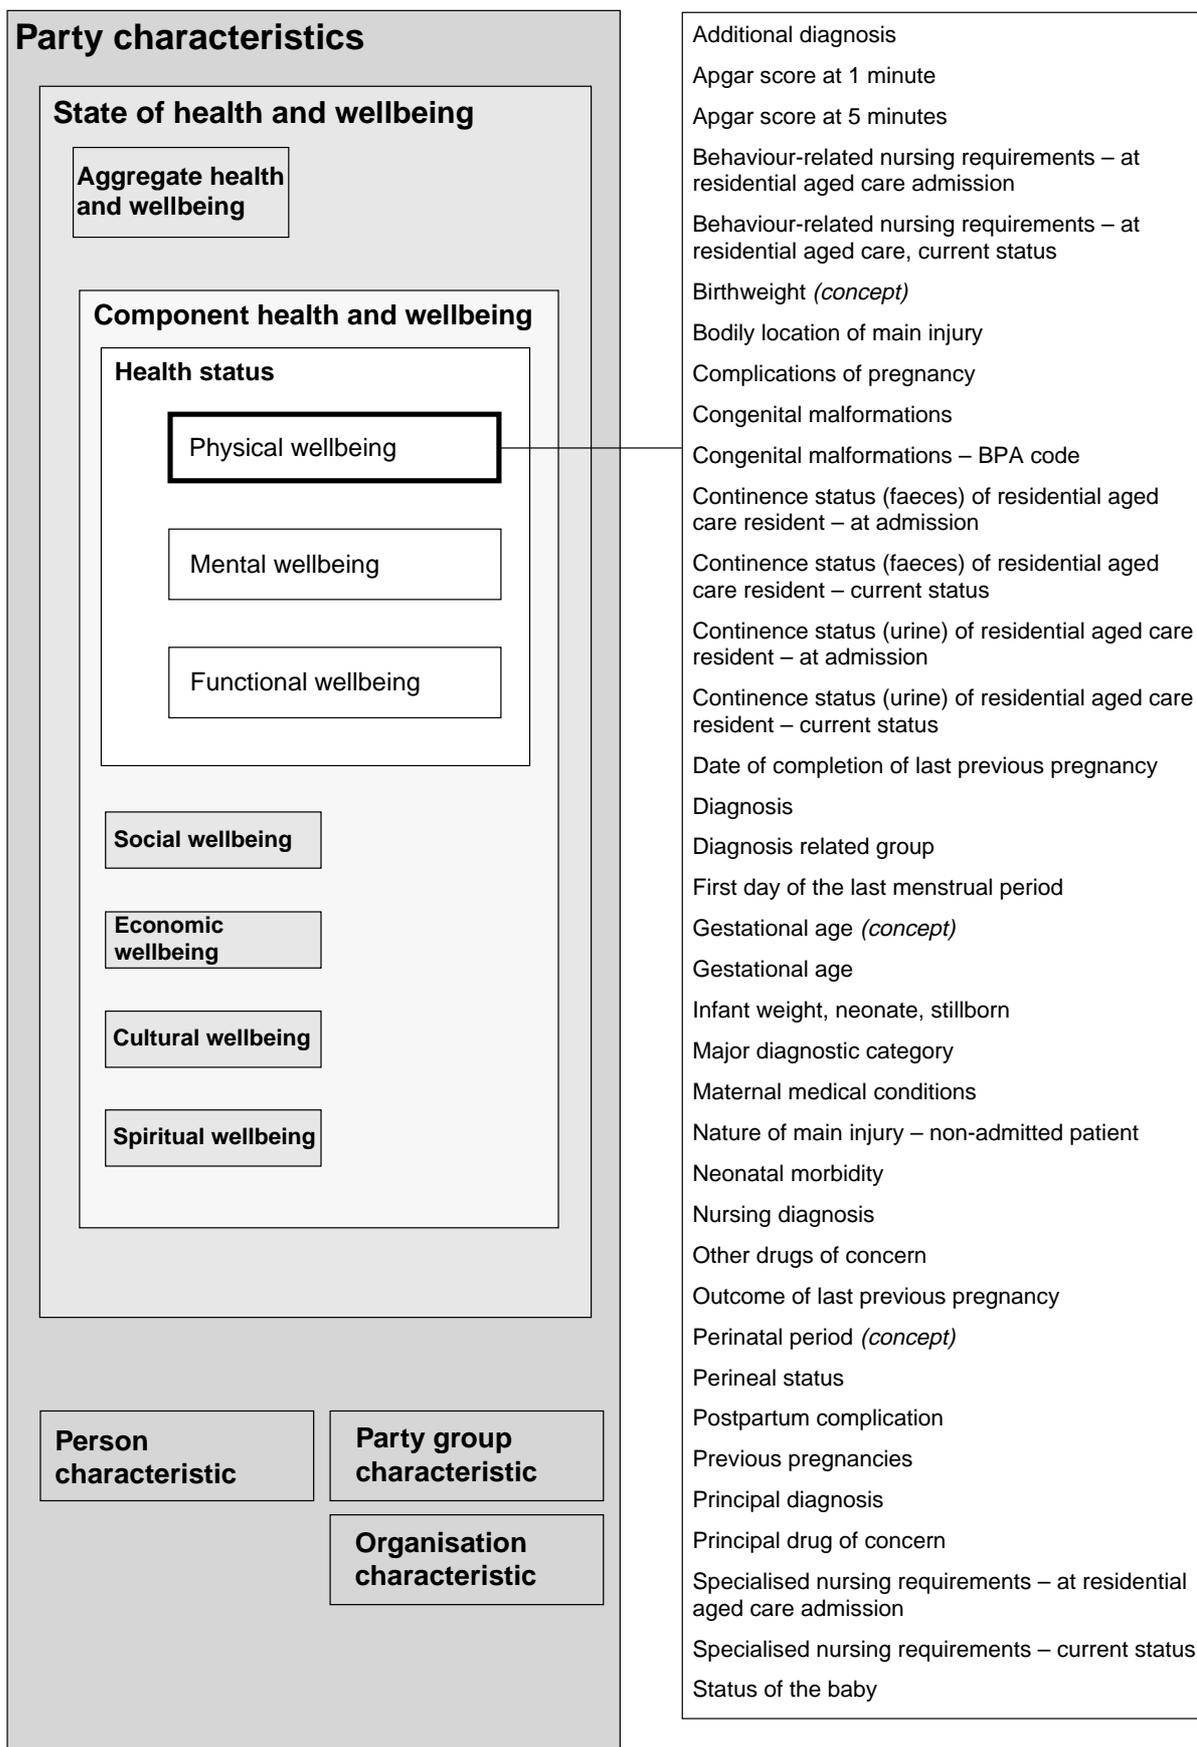 Party characteristics
State of health and wellbeing
Aggregate health
and wellbeing
Component health and wellbeing
Health status
Physical wellbeing
Mental wellbeing
Functional wellbeing
Social wellbeing
Economic
wellbeing
Cultural wellbeing
Spiritual wellbeing
Person
characteristic
Party group
characteristic
Organisation
characteristic
Additional diagnosis
Apgar score at 1 minute
Apgar score at 5 minutes
Behaviour-related nursing requirements – at
residential aged care admission
Behaviour-related nursing requirements – at
residential aged care, current status
Birthweight (concept)
Bodily location of main injury
Complications of pregnancy
Congenital malformations
Congenital malformations – BPA code
Continence status (faeces) of residential aged
care resident – at admission
Continence status (faeces) of residential aged
care resident – current status
Continence status (urine) of residential aged care
resident – at admission
Continence status (urine) of residential aged care
resident – current status
Date of completion of last previous pregnancy
Diagnosis
Diagnosis related group
First day of the last menstrual period
Gestational age (concept)
Gestational age
Infant weight, neonate, stillborn
Major diagnostic category
Maternal medical conditions
Nature of main injury – non-admitted patient
Neonatal morbidity
Nursing diagnosis
Other drugs of concern
Outcome of last previous pregnancy
Perinatal period (concept)
Perineal status
Postpartum complication
Previous pregnancies
Principal diagnosis
Principal drug of concern
Specialised nursing requirements – at residential
aged care admission
Specialised nursing requirements – current status
Status of the baby